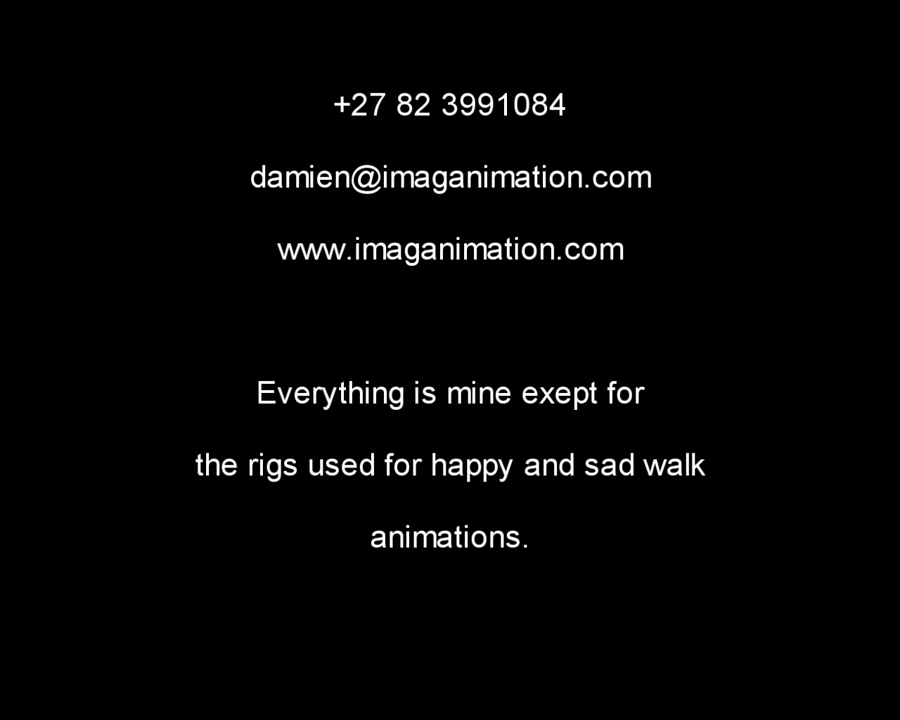 +27 82 3991084
damien@imaganimation.com
www.imaganimation.com
Everything is mine exept for
the rigs used for happy and sad walk
animations.